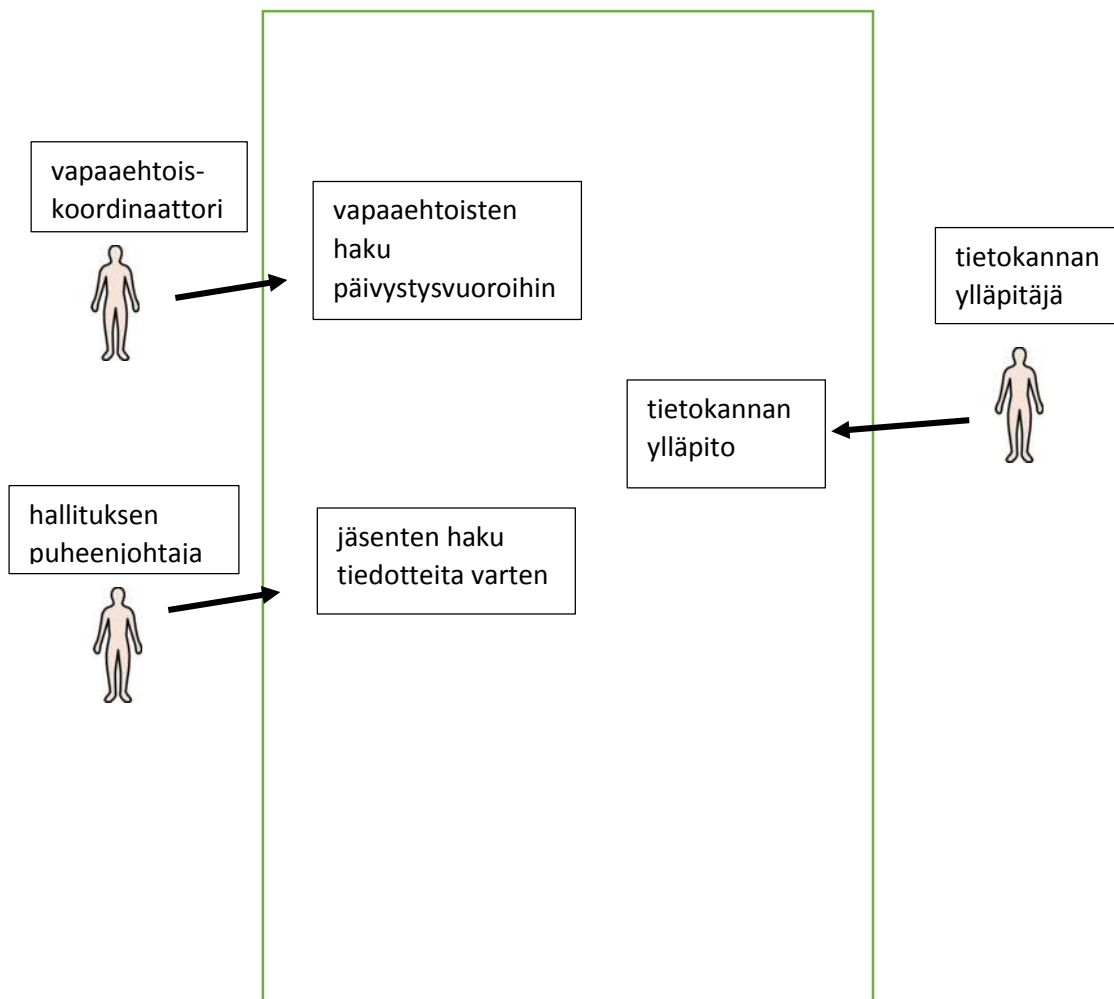 vapaaehtois-
koordinaattori
vapaaehtoisten
haku
päivystysvuoroihin
tietokannan
ylläpitäjä
tietokannan
ylläpito
hallituksen
puheenjohtaja
jäsenten haku
tiedotteita varten